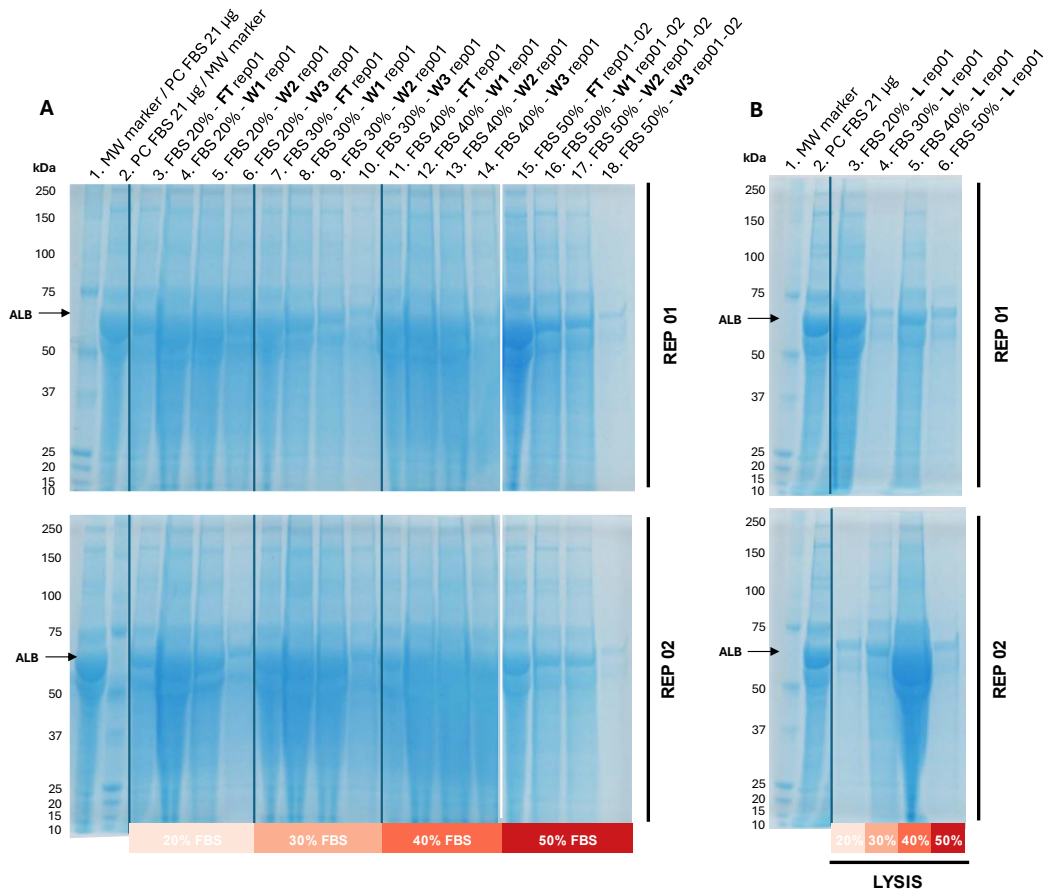 A
1. MW marker / PC FBS 21 µg
2. PC FBS 21 µg / MW marker
3. FBS 20% - FT rep01
4. FBS 20% - W1 rep01
5. FBS 20% - W2 rep01
6. FBS 20% - W3 rep01
7. FBS 30% - FT rep01
8. FBS 30% - W1 rep01
9. FBS 30% - W2 rep01
10. FBS 30% - W3 rep01
11. FBS 40% - FT rep01
12. FBS 40% - W1 rep01
13. FBS 40% - W2 rep01
14. FBS 40% - W3 rep01
15. FBS 50% - FT rep01-02
16. FBS 50% - W1 rep01-02
17. FBS 50% - W2 rep01-02
18. FBS 50% - W3 rep01-02
kDa
250
150
100
75
ALB
50
37
25
20
15
10
REP 01
250
150
100
75
ALB
50
37
25
20
15
10
REP 02
20% FBS
30% FBS
40% FBS
50% FBS
B
1. MW marker
2. PC FBS 21 µg
3. FBS 20% - L rep01
4. FBS 30% - L rep01
5. FBS 40% - L rep01
6. FBS 50% - L rep01
kDa
250
150
100
75
ALB
50
37
25
20
15
10
REP 01
250
150
100
75
ALB
50
37
25
20
15
10
REP 02
20%
30%
40%
50%
LYSIS